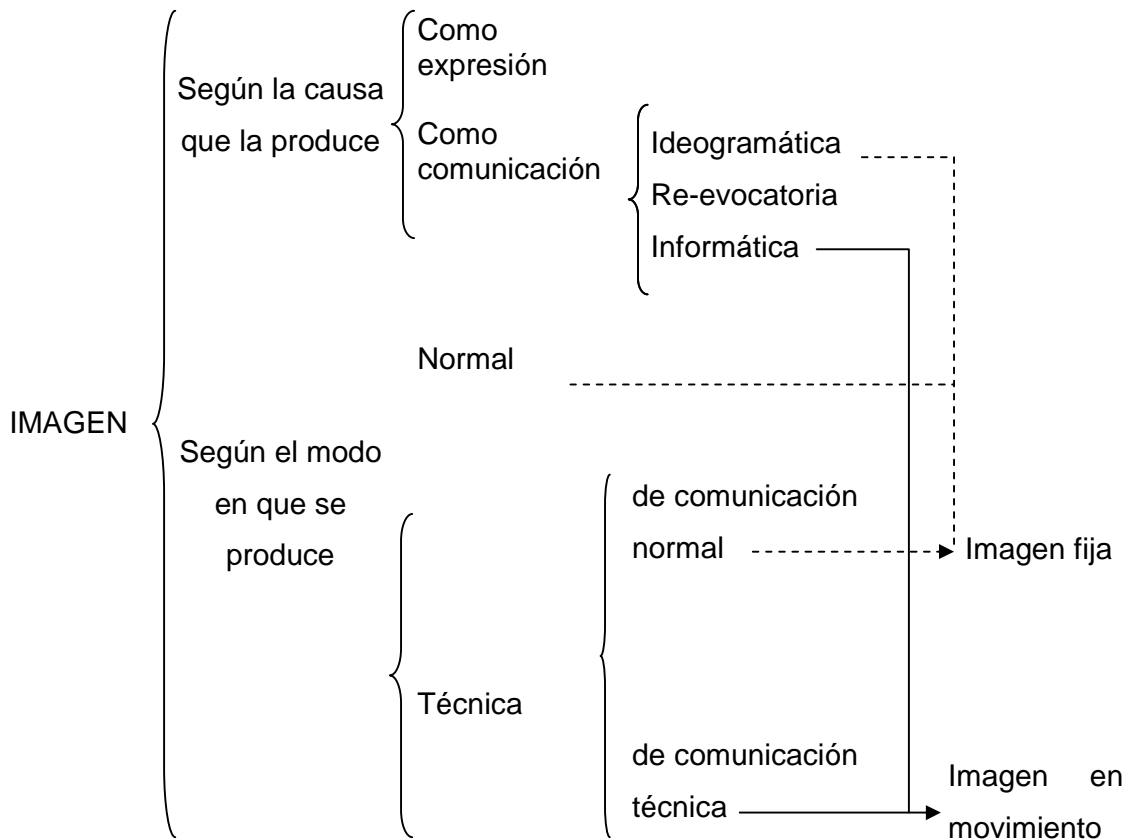 Como
expresión
Según la causa
que la produce
Como
comunicación
Ideogramática
Re-evocatoria
Informática
Normal
IMAGEN
Según el modo
en que se
produce
de comunicación
normal
Imagen fija
Técnica
de comunicación
técnica
Imagen en
movimiento